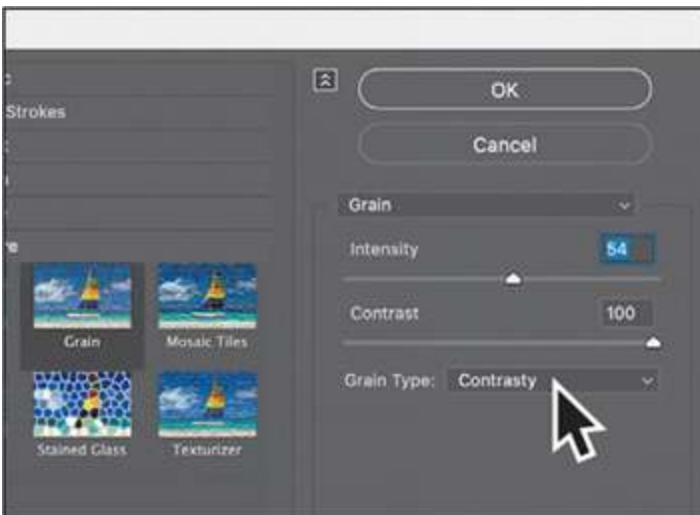 OK
Strokes
Cancel
Grain
Intensity 54
Contrast 100
Grain Mosaic Tiles
Grain Type: Contrasty
Stained Glass Texturizer